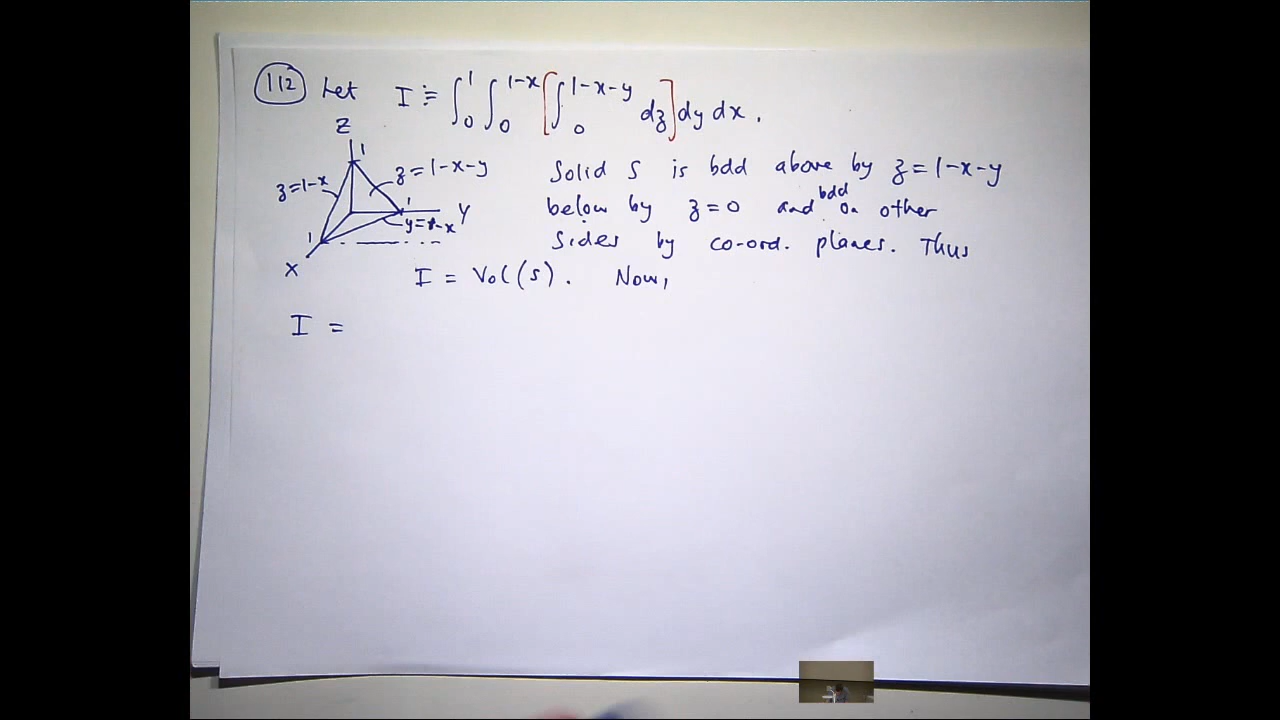 112 Let I := ∫₀¹ ∫₀^{1-x} [∫₀^{1-x-y} dz] dy dx.
Z
1
z=1-x
z=1-x-y
1
Y
y=1-x
1
X
Solid S is bdd above by z=1-x-y
below by z=0 and bdd on other
sides by co-ord. planes. Thus
I = Vol(S). Now,
I =